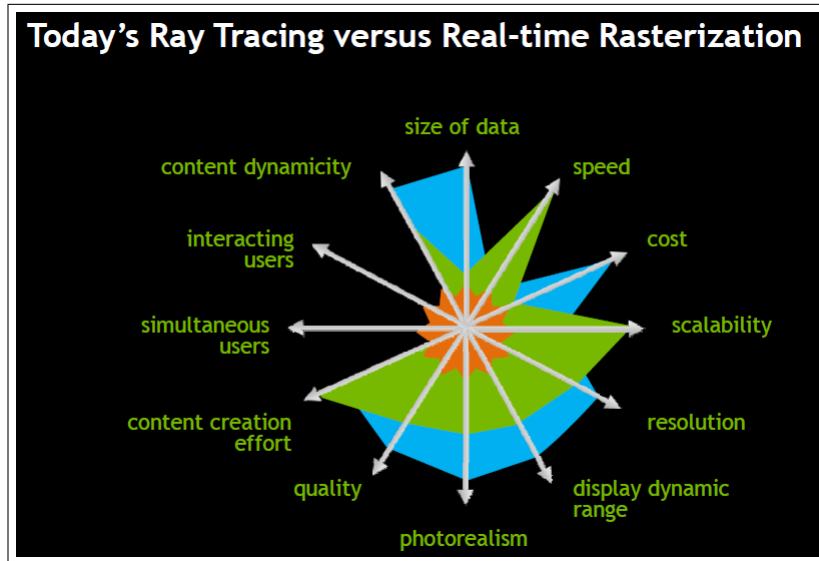 Today's Ray Tracing versus Real-time Rasterization
size of data
content dynamicity
speed
interacting
users
cost
simultaneous
users
scalability
content creation
effort
resolution
quality
display dynamic
range
photorealism